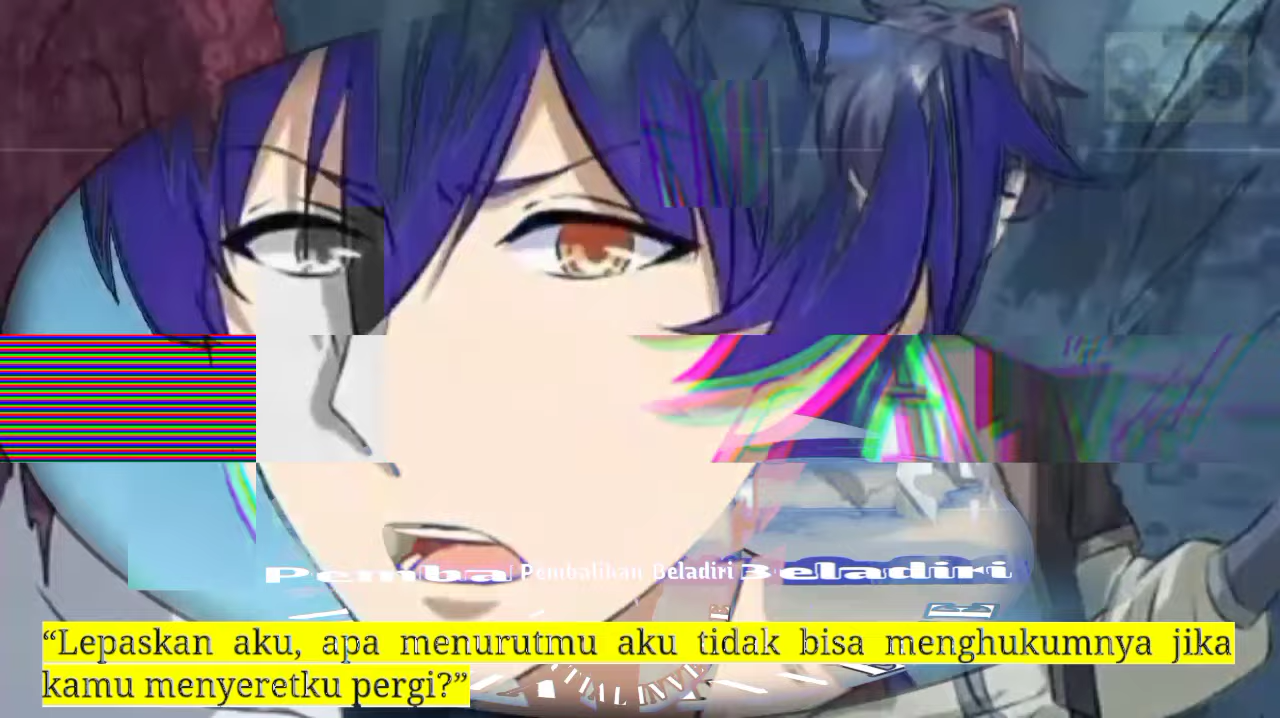 Pembalikan Beladiri
“Lepaskan aku, apa menurutmu aku tidak bisa menghukumnya jika
kamu menyeretku pergi?”